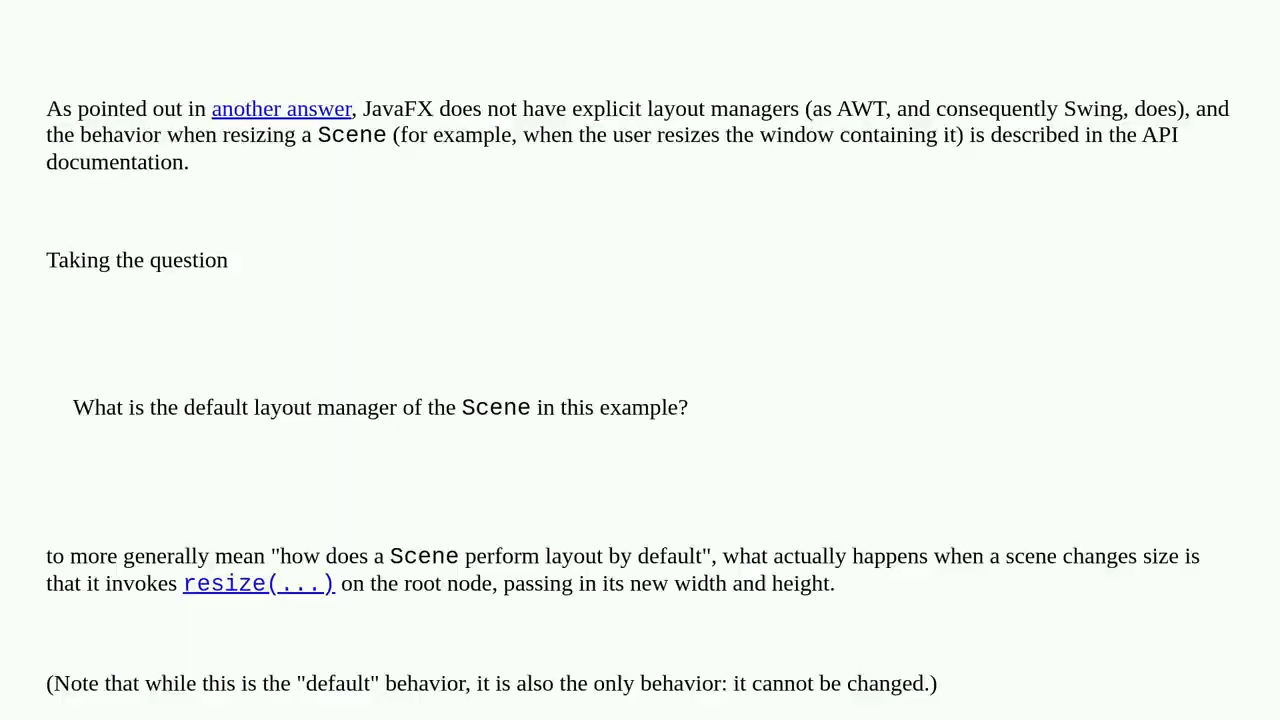 As pointed out in another answer, JavaFX does not have explicit layout managers (as AWT, and consequently Swing, does), and
the behavior when resizing a Scene (for example, when the user resizes the window containing it) is described in the API
documentation.
Taking the question
What is the default layout manager of the Scene in this example?
to more generally mean "how does a Scene perform layout by default", what actually happens when a scene changes size is
that it invokes resize(...) on the root node, passing in its new width and height.
(Note that while this is the "default" behavior, it is also the only behavior: it cannot be changed.)